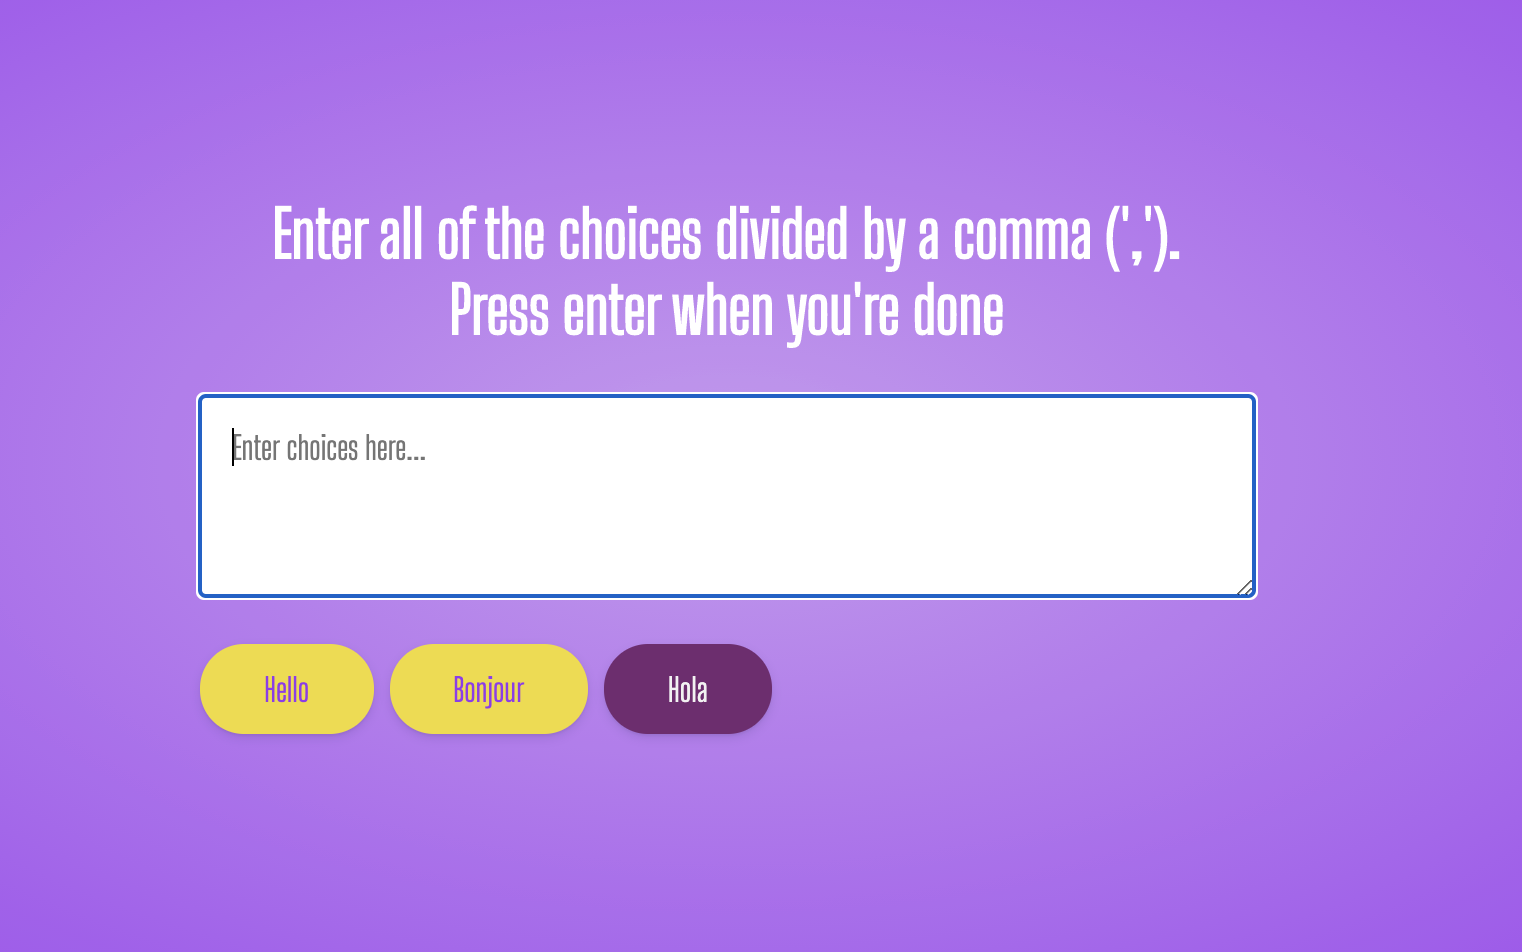 Enter all of the choices divided by a comma (',').
Press enter when you're done
Enter choices here...
Hello
Bonjour
Hola